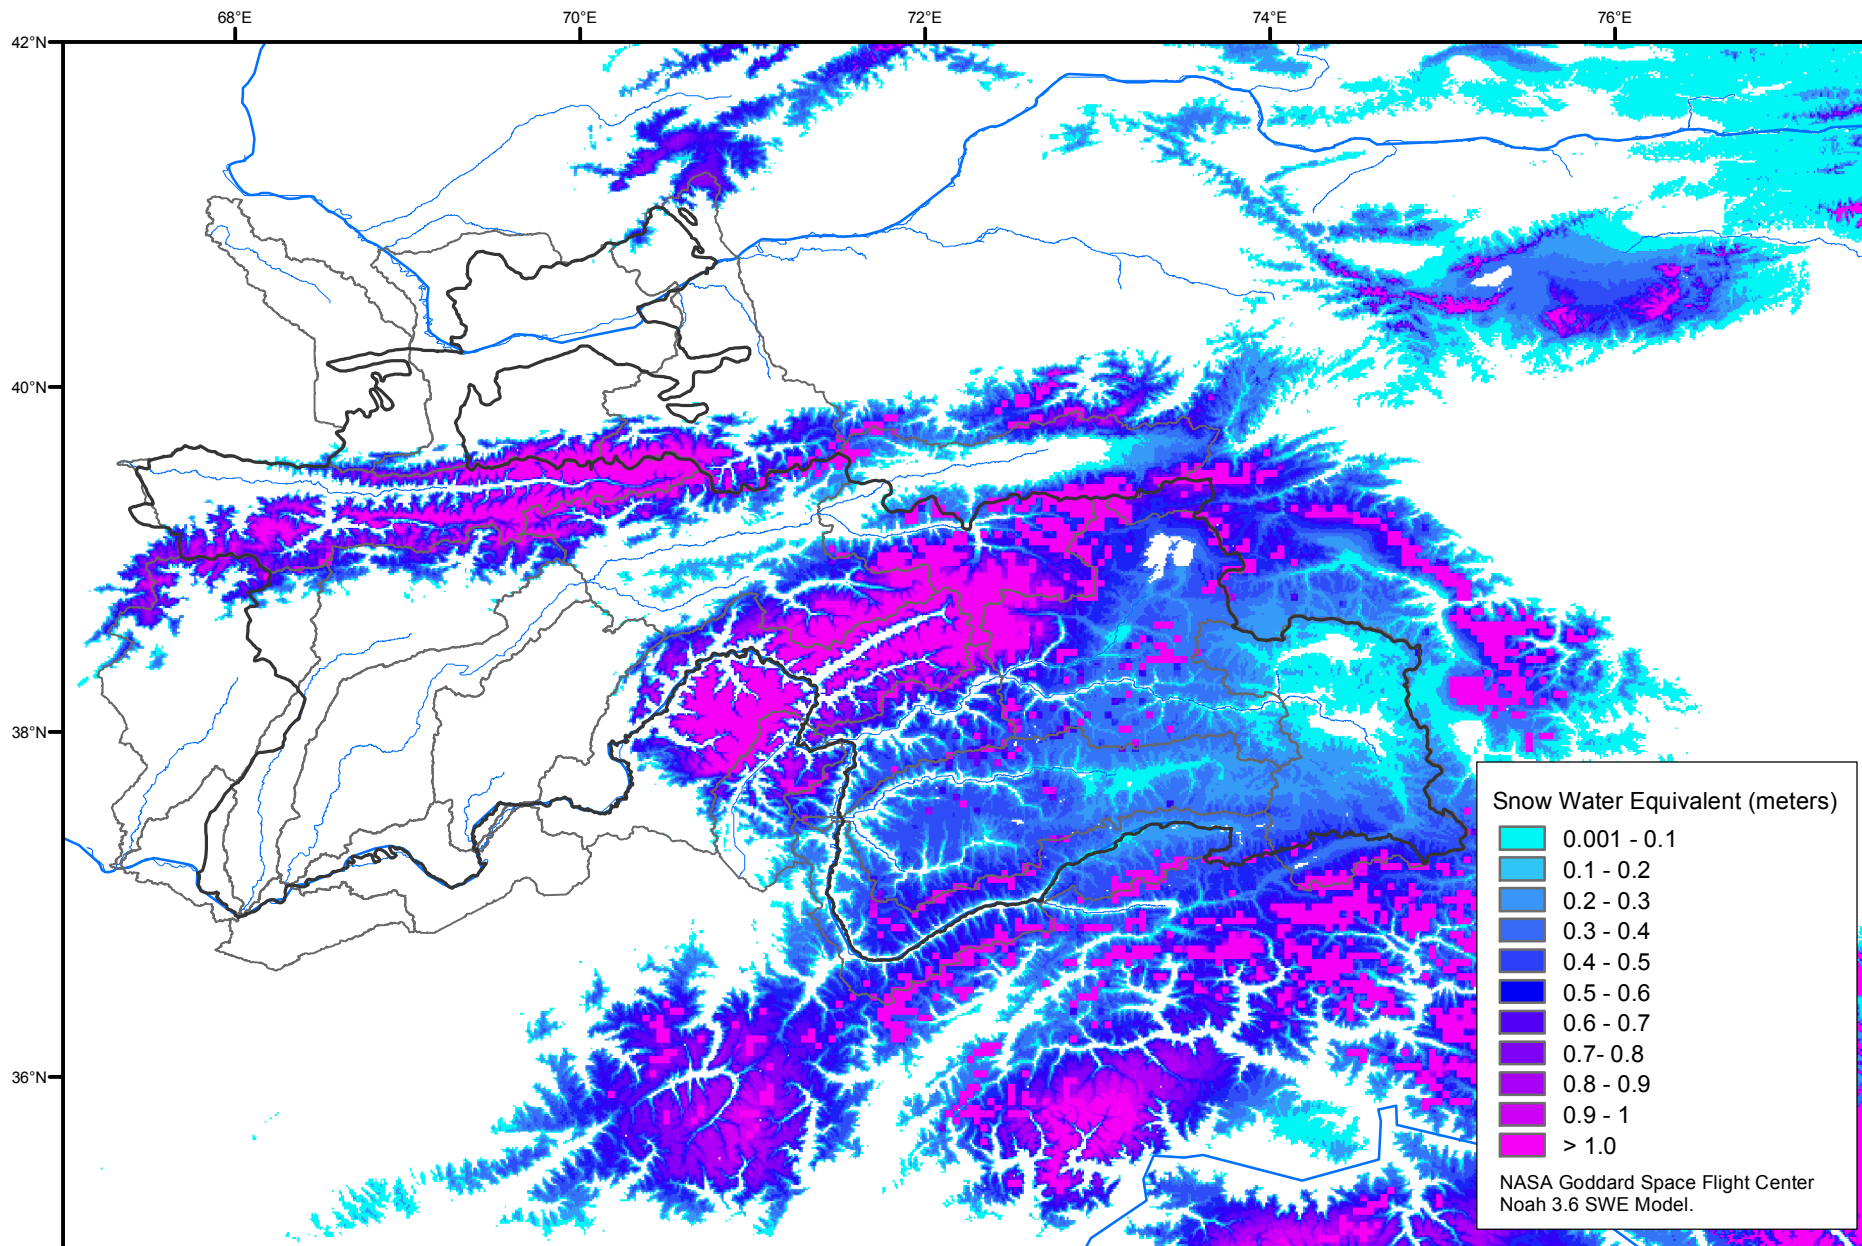 68°E 70°E 72°E 74°E 76°E
42°N
40°N
38°N
36°N
Snow Water Equivalent (meters)
0.001 - 0.1
0.1 - 0.2
0.2 - 0.3
0.3 - 0.4
0.4 - 0.5
0.5 - 0.6
0.6 - 0.7
0.7- 0.8
0.8 - 0.9
0.9 - 1
> 1.0
NASA Goddard Space Flight Center
Noah 3.6 SWE Model.